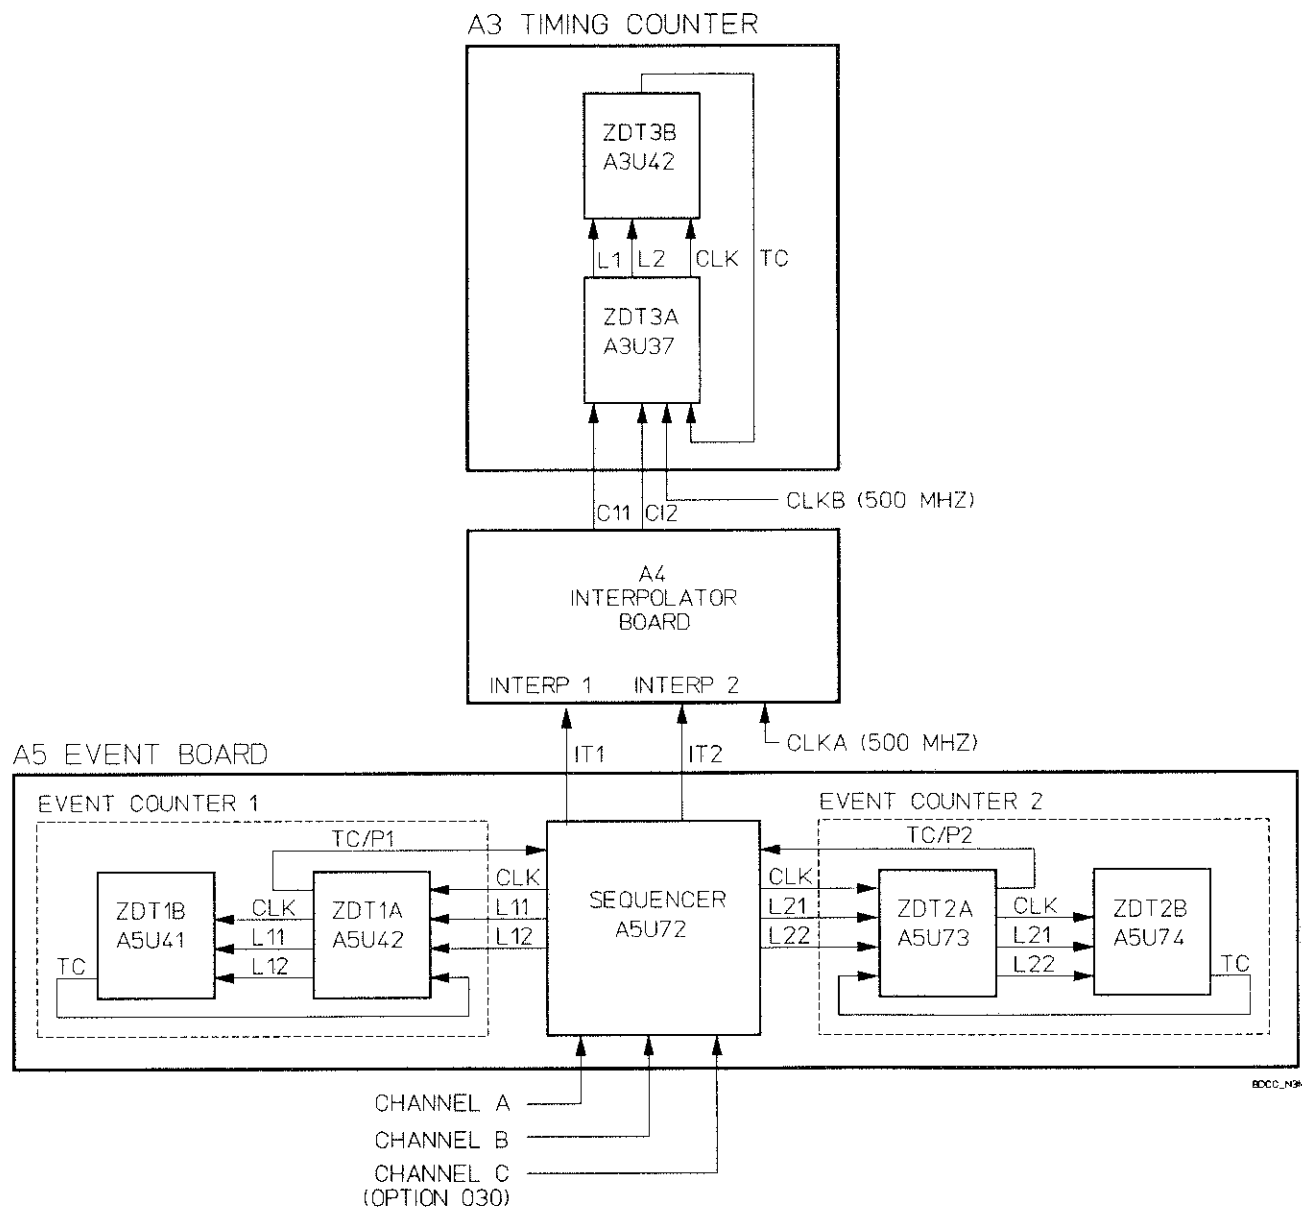 A3 TIMING COUNTER
ZDT3B
A3U42
L1
L2
CLK
TC
ZDT3A
A3U37
CLKB (500 MHZ)
C11
CI2
A4
INTERPOLATOR
BOARD
INTERP 1
INTERP 2
CLKA (500 MHZ)
IT1
IT2
A5 EVENT BOARD
EVENT COUNTER 1
EVENT COUNTER 2
TC/P1
TC/P2
CLK
CLK
ZDT1B
A5U41
CLK
L11
L12
ZDT1A
A5U42
L11
L12
SEQUENCER
A5U72
L21
L22
ZDT2A
A5U73
CLK
L21
L22
ZDT2B
A5U74
TC
TC
CHANNEL A
CHANNEL B
CHANNEL C
(OPTION 030)